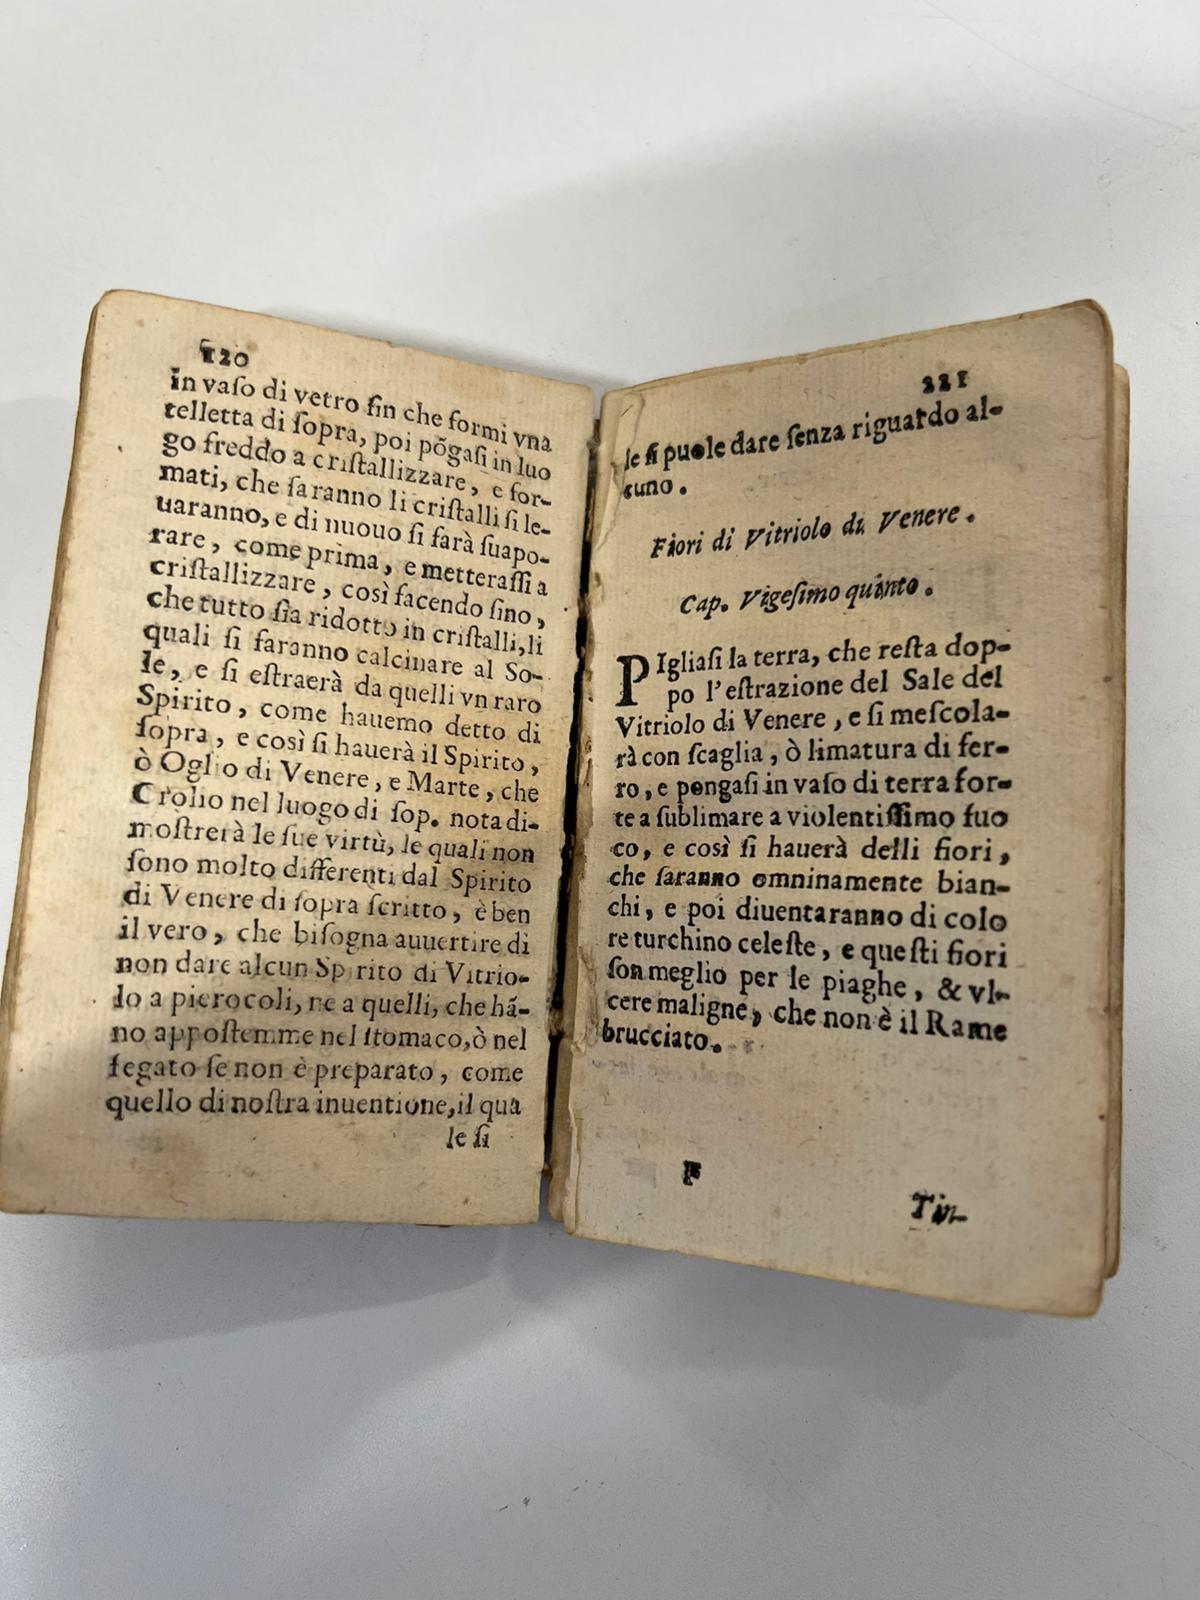 120
in vaſo di vetro fin che formi vna
telletta di ſopra, poi põgaſi in luo
go freddo a criſtallizzare, e for-
mati, che ſaranno li criſtalli ſi le-
uaranno, e di nuouo ſi farà ſuapo-
rare, come prima, e metteraſſi a
criſtallizzare, così facendo fino,
che tutto ſia ridotto in criſtalli, li
quali ſi faranno calcinare al So-
le, e ſi eſtraerà da quelli vn raro
Spirito, come hauemo detto di
ſopra, e così ſi hauerà il Spirito,
ò Oglio di Venere, e Marte, che
Crolio nel luogo di ſop. nota di-
moſtrerà le ſue virtù, le quali non
ſono molto differenti dal Spirito
di Venere di ſopra ſcritto, è ben
il vero, che biſogna auuertire di
non dare alcun Spirito di Vitrio-
lo a picrocoli, ne a quelli, che hã-
no appoſtemme nel ſtomaco, ò nel
fegato ſe non è preparato, come
quello di noſtra inuentione, il qua
le ſi
221
le ſi puole dare ſenza riguardo al-
cuno.
Fiori di Vitriolo di Venere.
Cap. Vigeſimo quinto.
PIgliaſi la terra, che reſta dop-
po l'eſtrazione del Sale del
Vitriolo di Venere, e ſi meſcola-
rà con ſcaglia, ò limatura di fer-
ro, e pongaſi in vaſo di terra for-
te a ſublimare a violentiſſimo fuo
co, e così ſi hauerà delli fiori,
che ſaranno omninamente bian-
chi, e poi diuentaranno di colo
re turchino celeſte, e queſti fiori
ſon meglio per le piaghe, & vl-
cere maligne, che non è il Rame
brucciato.
F
Tin-